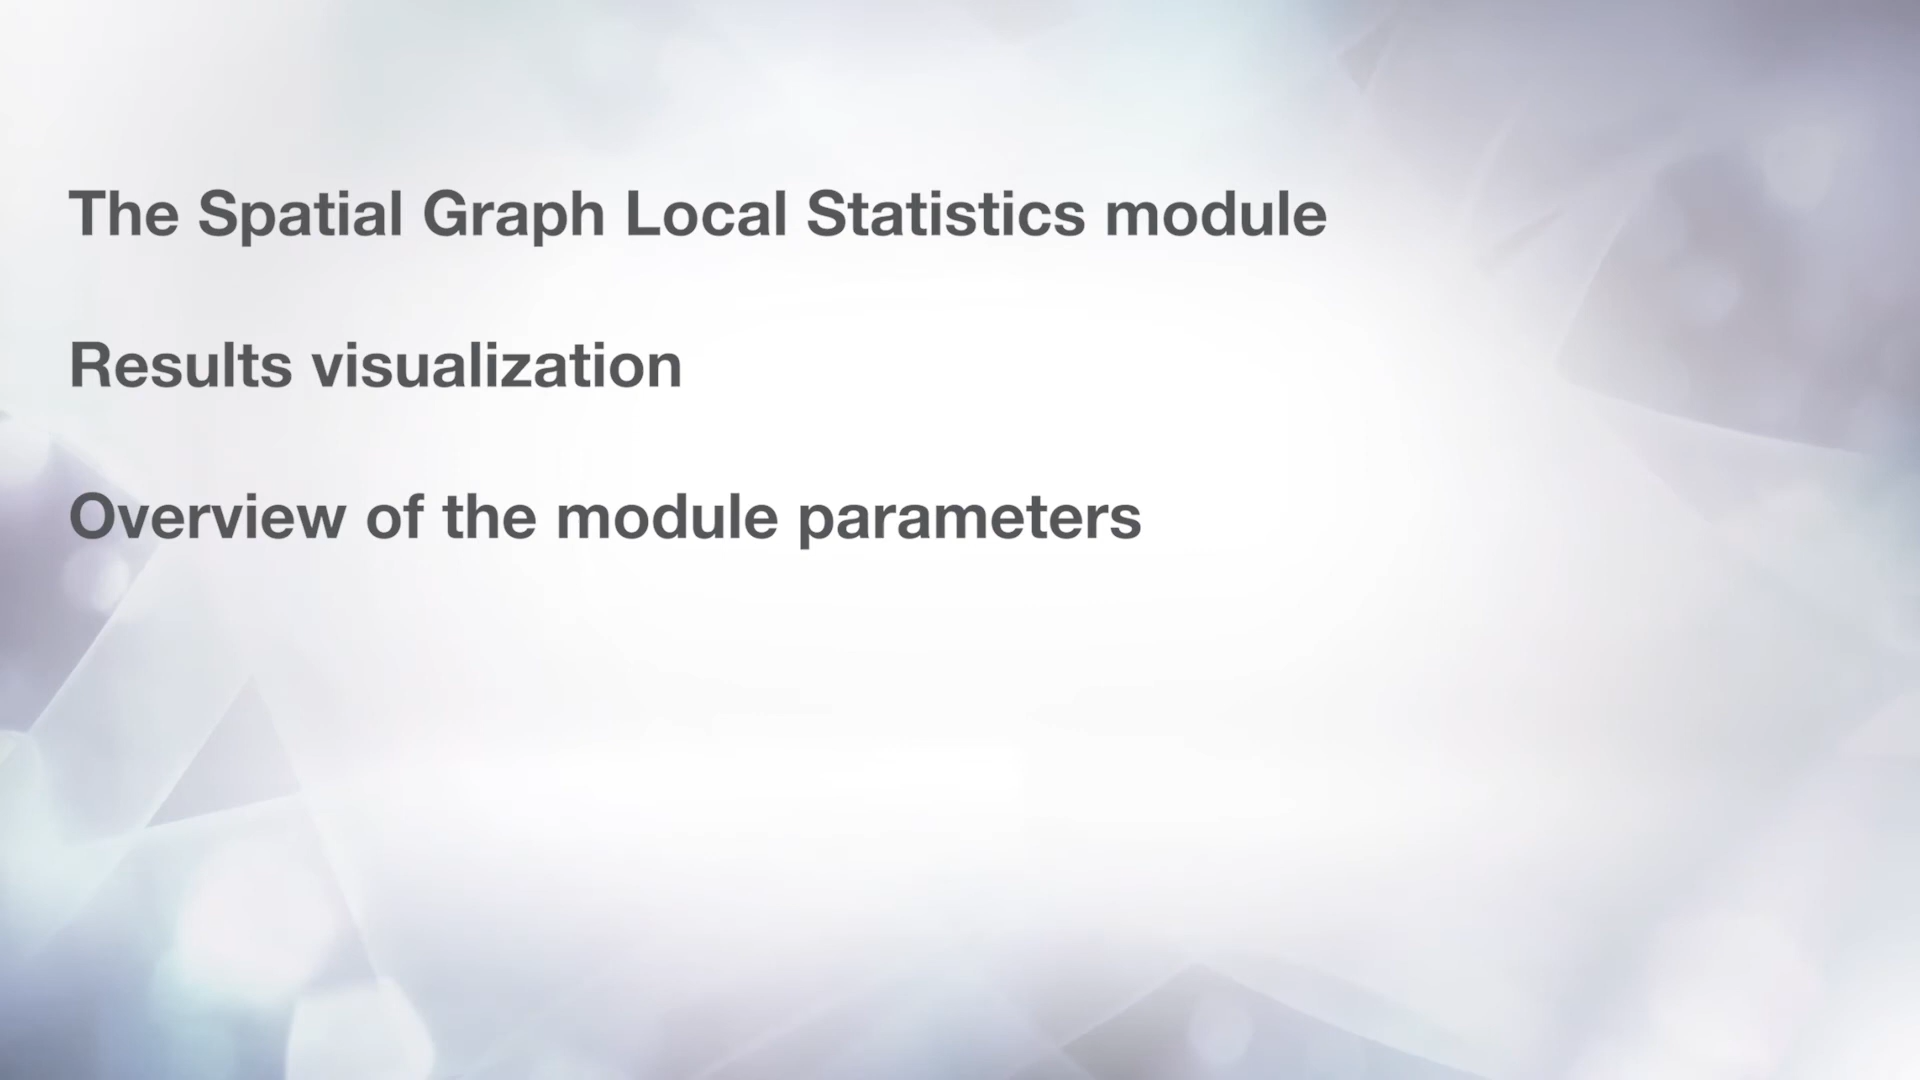 The Spatial Graph Local Statistics module
Results visualization
Overview of the module parameters